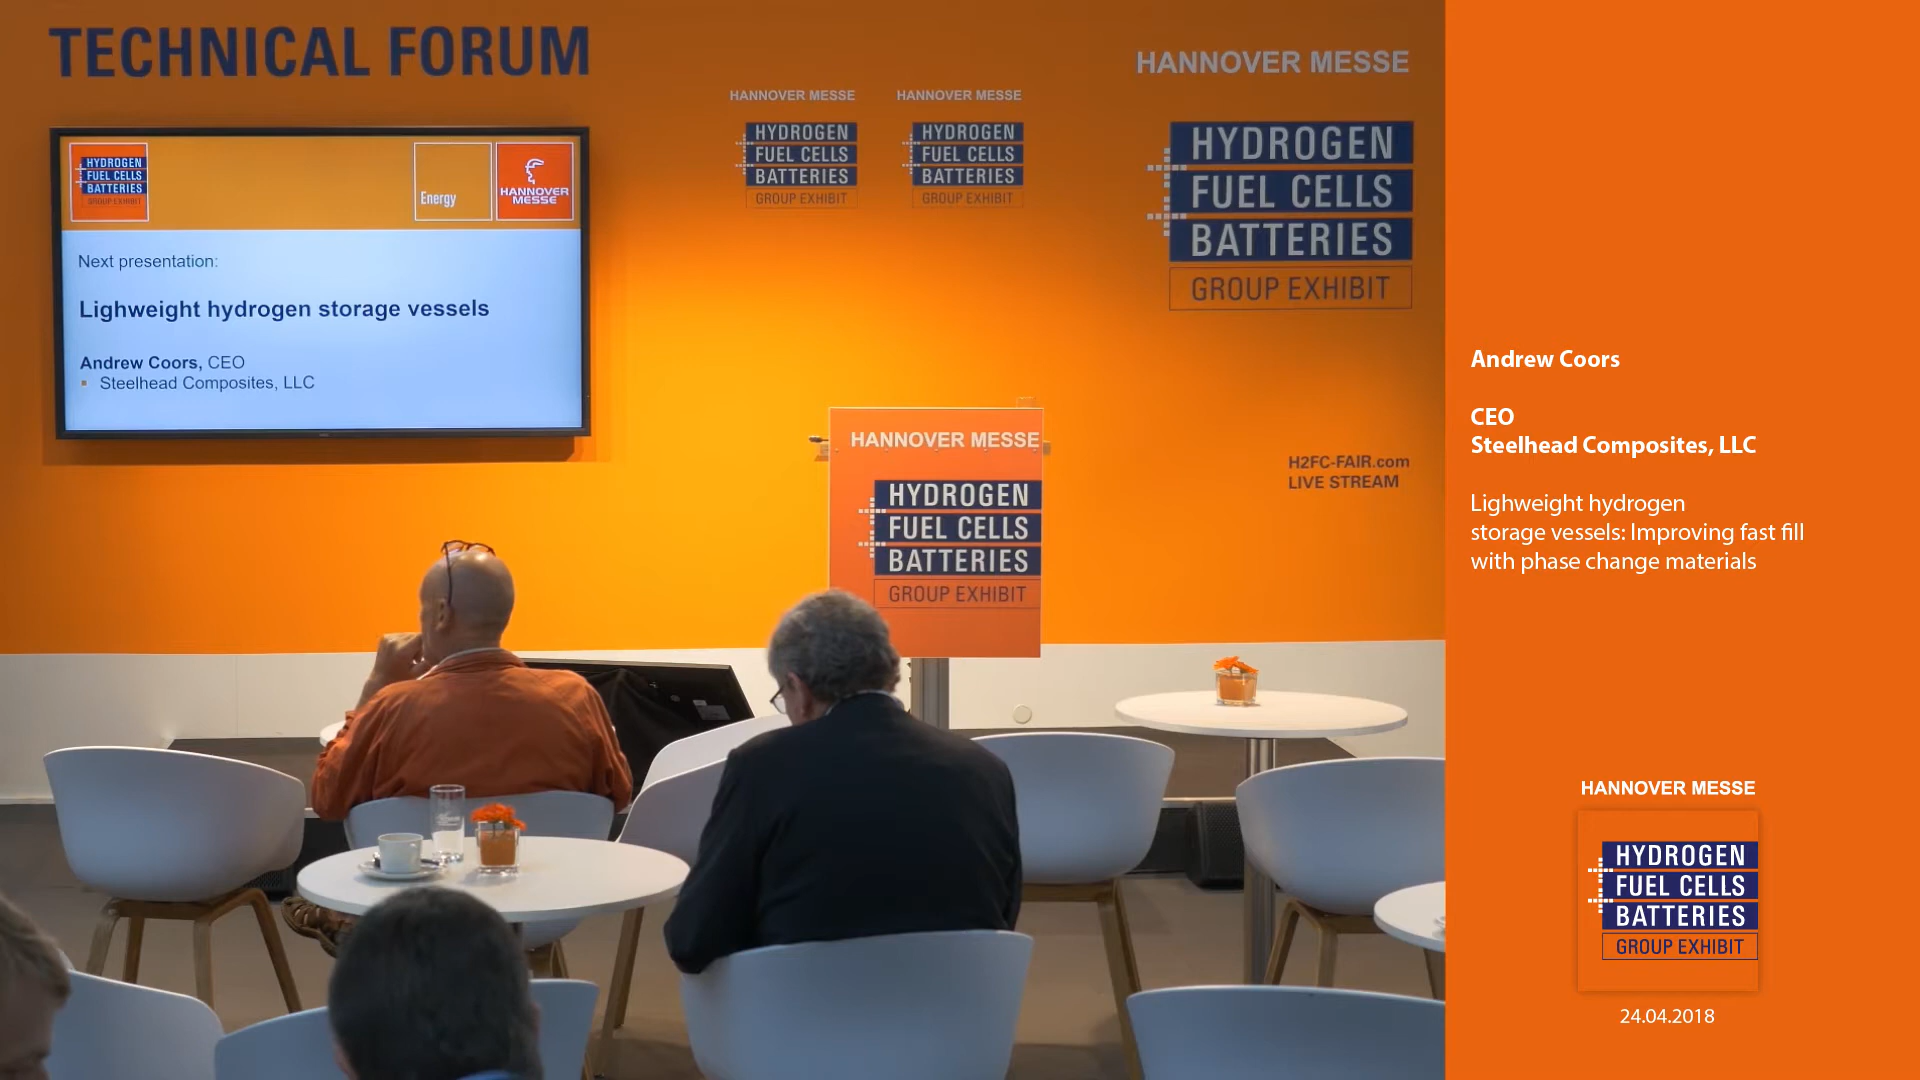 TECHNICAL FORUM
HYDROGEN
FUEL CELLS
BATTERIES
GROUP EXHIBIT
Energy
HANNOVER
MESSE
Next presentation:
Lighweight hydrogen storage vessels
Andrew Coors, CEO
Steelhead Composites, LLC
HANNOVER MESSE
HYDROGEN
FUEL CELLS
BATTERIES
GROUP EXHIBIT
HANNOVER MESSE
HYDROGEN
FUEL CELLS
BATTERIES
GROUP EXHIBIT
HANNOVER MESSE
HYDROGEN
FUEL CELLS
BATTERIES
GROUP EXHIBIT
HANNOVER MESSE
HYDROGEN
FUEL CELLS
BATTERIES
GROUP EXHIBIT
H2FC-FAIR.com
LIVE STREAM
Andrew Coors
CEO
Steelhead Composites, LLC
Lighweight hydrogen
storage vessels: Improving fast fill
with phase change materials
HANNOVER MESSE
HYDROGEN
FUEL CELLS
BATTERIES
GROUP EXHIBIT
24.04.2018